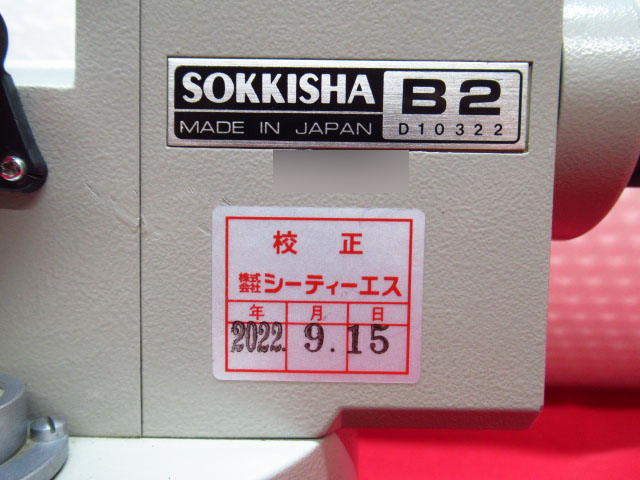 SOKKISHA B2
MADE IN JAPAN D10322
校正
株式会社 シーティーエス
年 月 日
2022. 9. 15